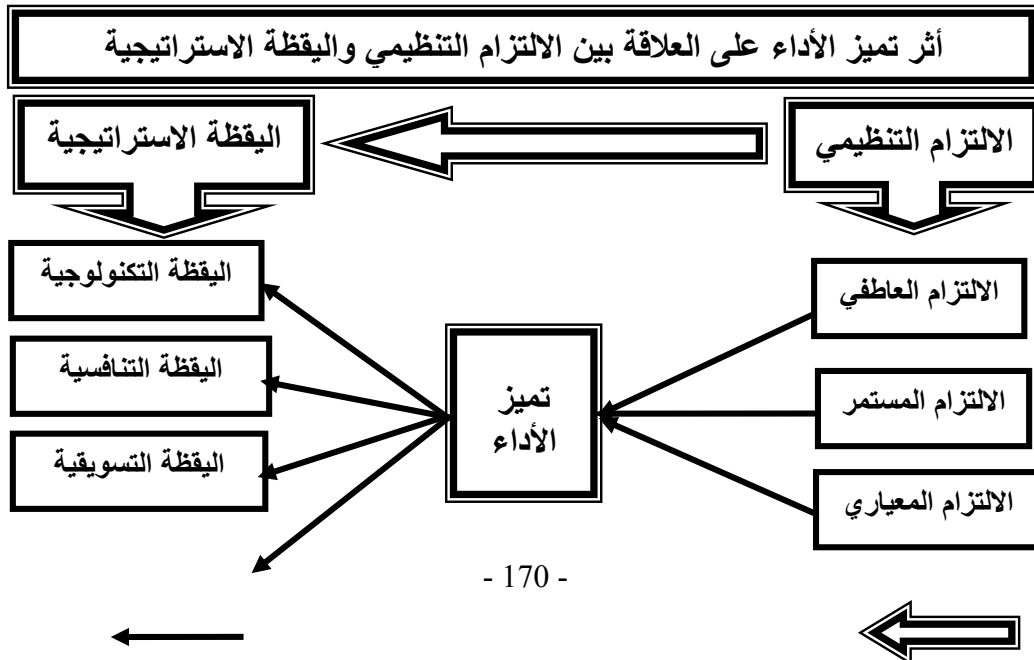 أثر تميز الأداء على العلاقة بين الالتزام التنظيمي واليقظة الاستراتيجية
الالتزام التنظيمي
اليقظة الاستراتيجية
الالتزام العاطفي
الالتزام المستمر
الالتزام المعياري
تميز
الأداء
اليقظة التكنولوجية
اليقظة التنافسية
اليقظة التسويقية
- 170 -